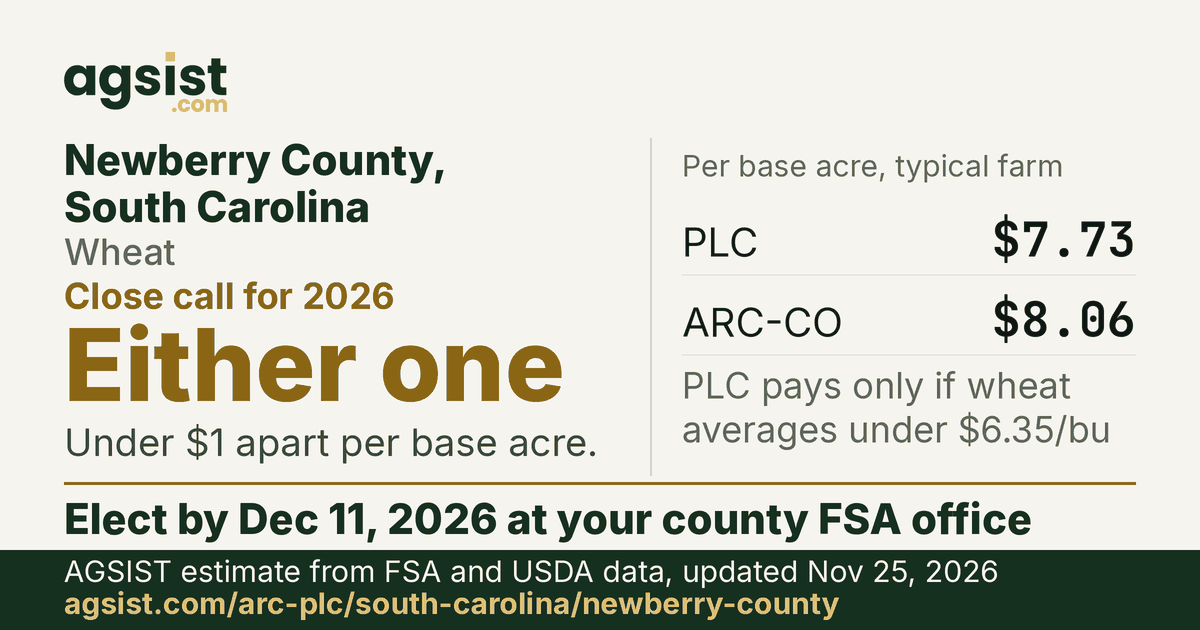 agsist
.com
Newberry County,
South Carolina
Wheat
Close call for 2026
Either one
Under $1 apart per base acre.
Per base acre, typical farm
PLC $7.73
ARC-CO $8.06
PLC pays only if wheat
averages under $6.35/bu
Elect by Dec 11, 2026 at your county FSA office
AGSIST estimate from FSA and USDA data, updated Nov 25, 2026
agsist.com/arc-plc/south-carolina/newberry-county